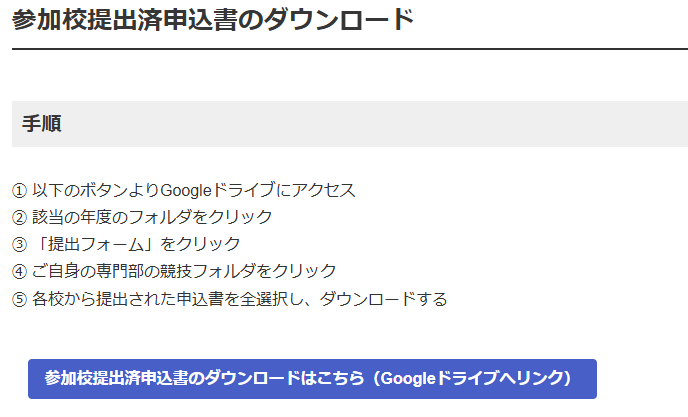 参加校提出済申込書のダウンロード
手順
① 以下のボタンよりGoogleドライブにアクセス
② 該当の年度のフォルダをクリック
③ 「提出フォーム」をクリック
④ ご自身の専門部の競技フォルダをクリック
⑤ 各校から提出された申込書を全選択し、ダウンロードする
参加校提出済申込書のダウンロードはこちら（Googleドライブへリンク）